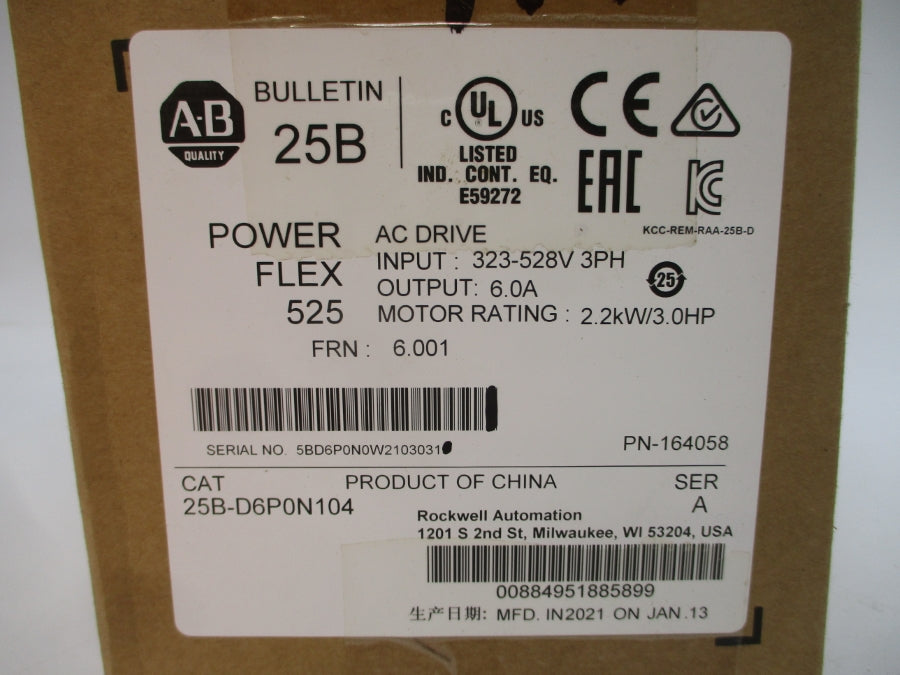 A-B
QUALITY
BULLETIN
25B
C UL US
LISTED
IND. CONT. EQ.
E59272
CE
EAC
KC
KCC-REM-RAA-25B-D
POWER
FLEX
525
AC DRIVE
INPUT : 323-528V 3PH
OUTPUT: 6.0A
MOTOR RATING : 2.2kW/3.0HP
25
FRN : 6.001
SERIAL NO. 5BD6P0N0W2103031
PN-164058
CAT
25B-D6P0N104
PRODUCT OF CHINA
SER
A
Rockwell Automation
1201 S 2nd St, Milwaukee, WI 53204, USA
00884951885899
生产日期: MFD. IN2021 ON JAN.13